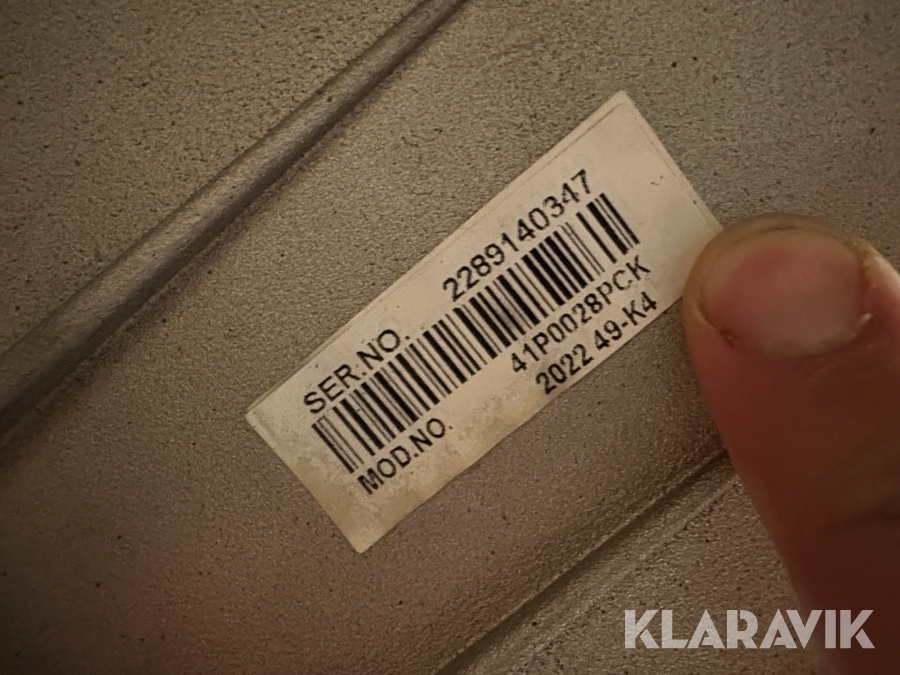 SER.NO. 2289140347
MOD.NO. 41P0028PCK
2022 49-K4
KLARAVIK